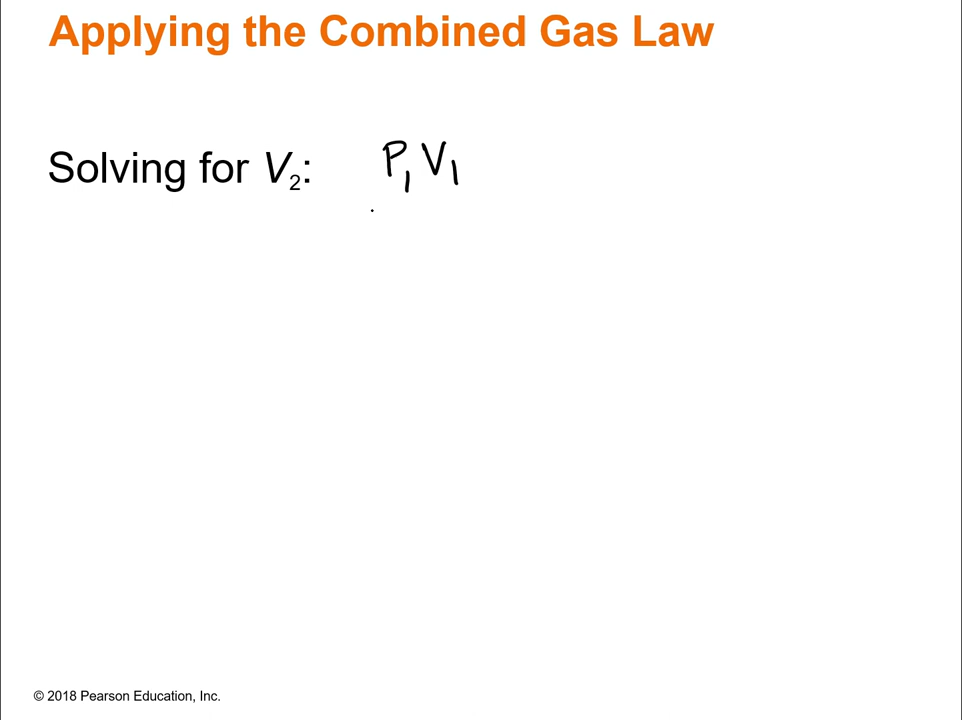 Applying the Combined Gas Law
Solving for V₂: P₁V₁
© 2018 Pearson Education, Inc.